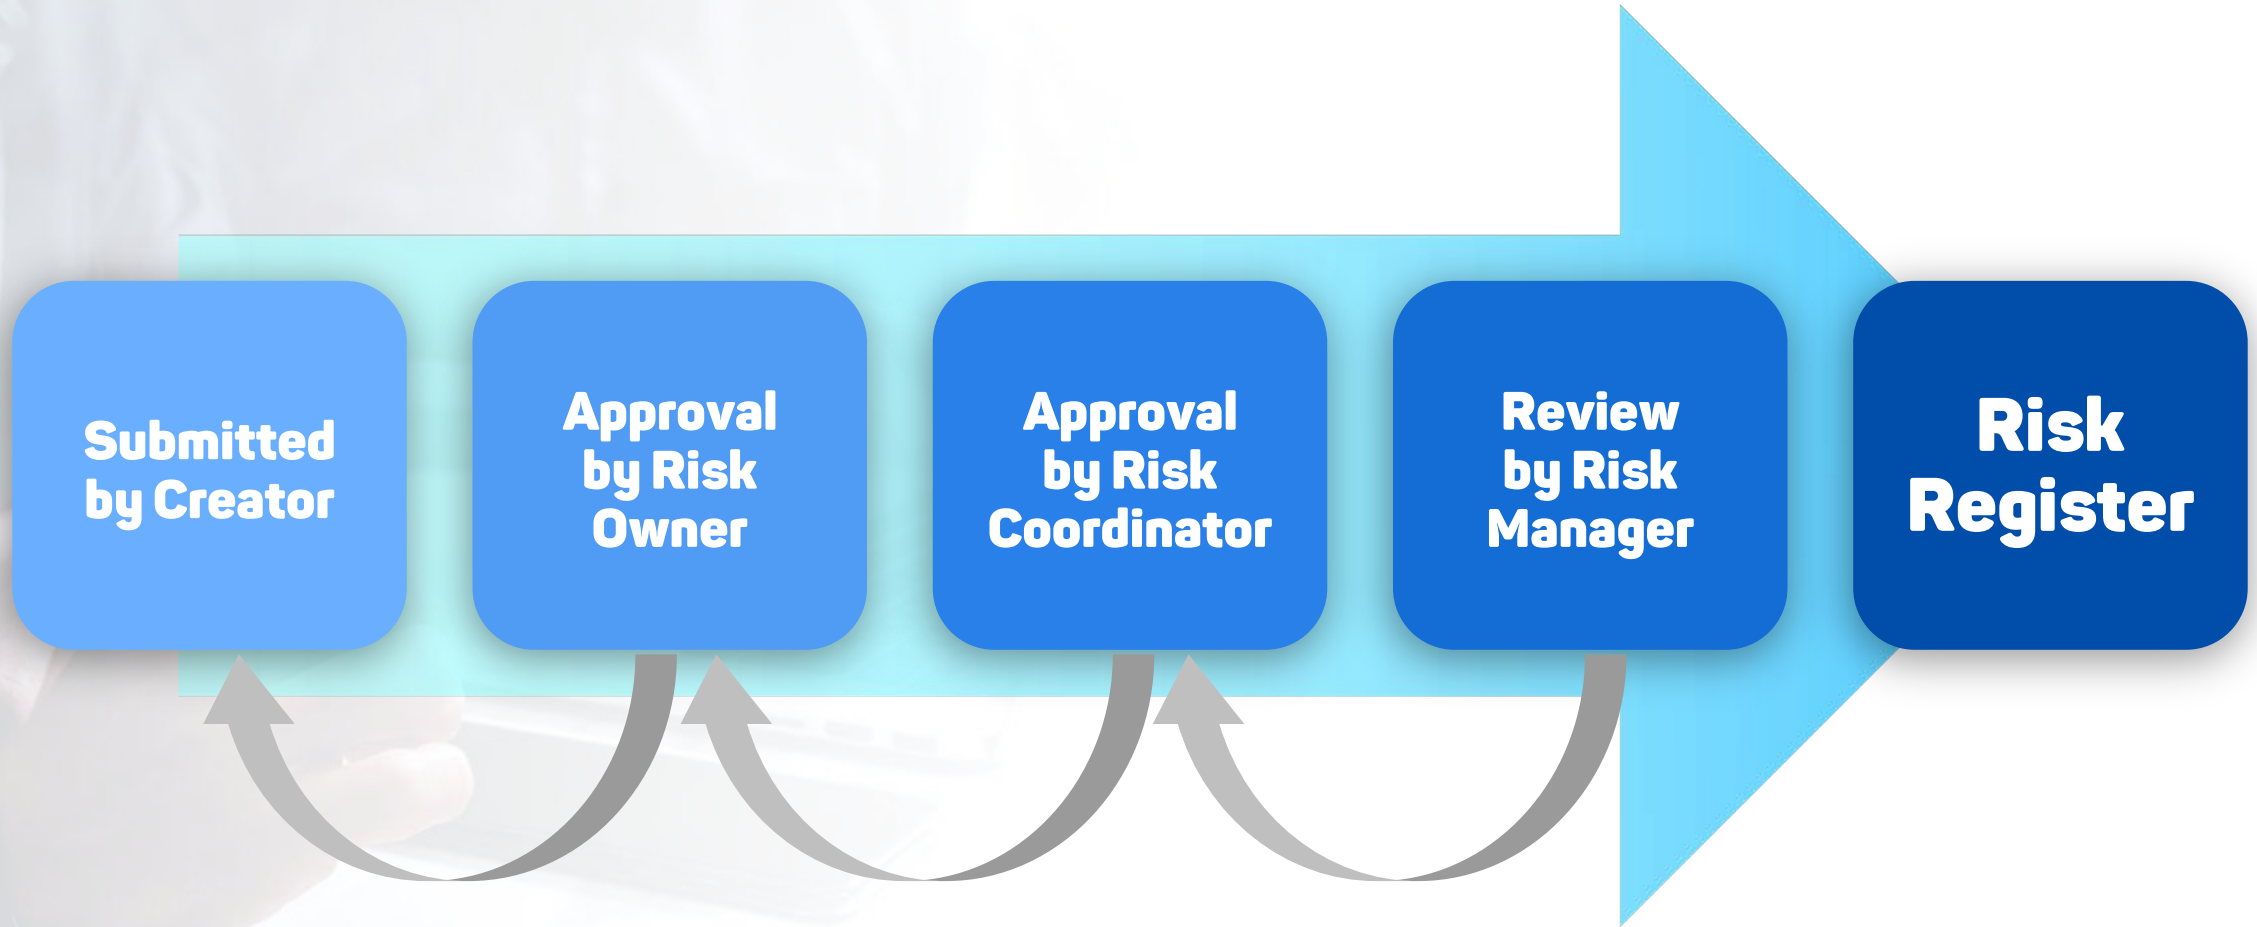 Submitted
by Creator
Approval
by Risk
Owner
Approval
by Risk
Coordinator
Review
by Risk
Manager
Risk
Register